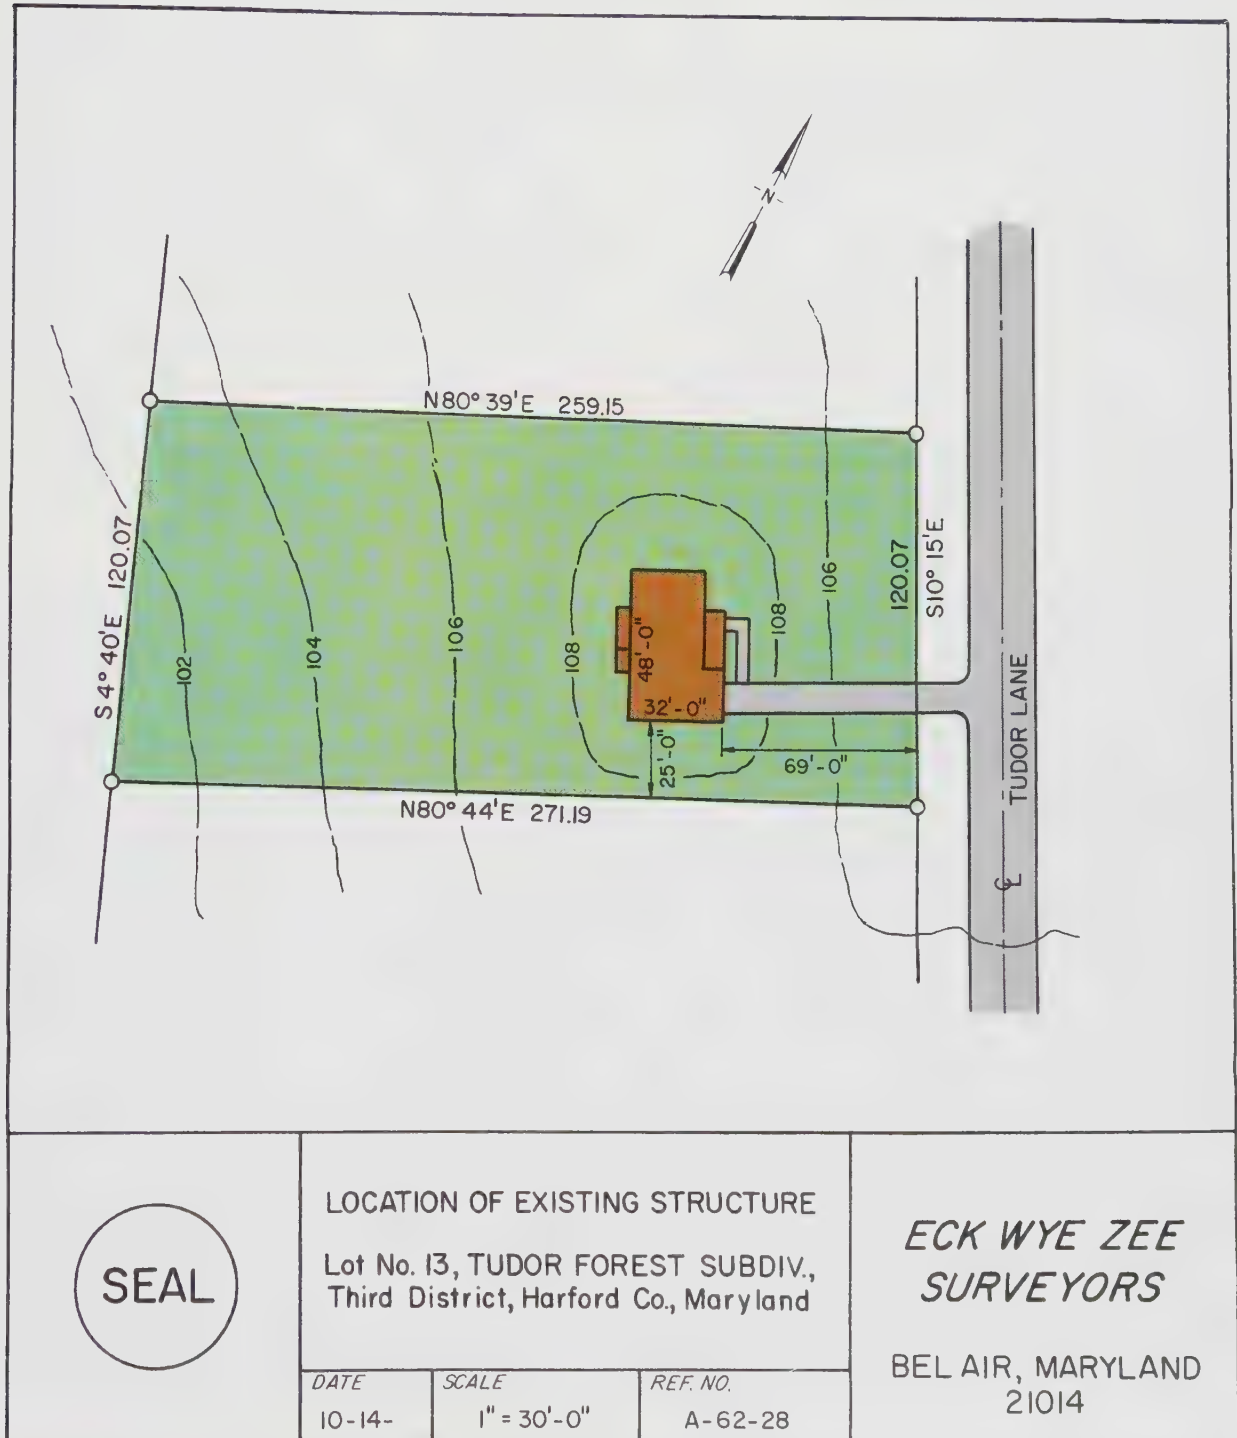 N
N80° 39'E 259.15
S 4° 40'E 120.07
120.07
S10° 15'E
102
104
106
108
108
106
48'-0"
32'-0"
25'-0"
69'-0"
N80° 44'E 271.19
TUDOR LANE
℄
SEAL
LOCATION OF EXISTING STRUCTURE
Lot No. 13, TUDOR FOREST SUBDIV.,
Third District, Harford Co., Maryland
DATE
10-14-
SCALE
1" = 30'-0"
REF. NO.
A-62-28
ECK WYE ZEE
SURVEYORS
BEL AIR, MARYLAND
21014